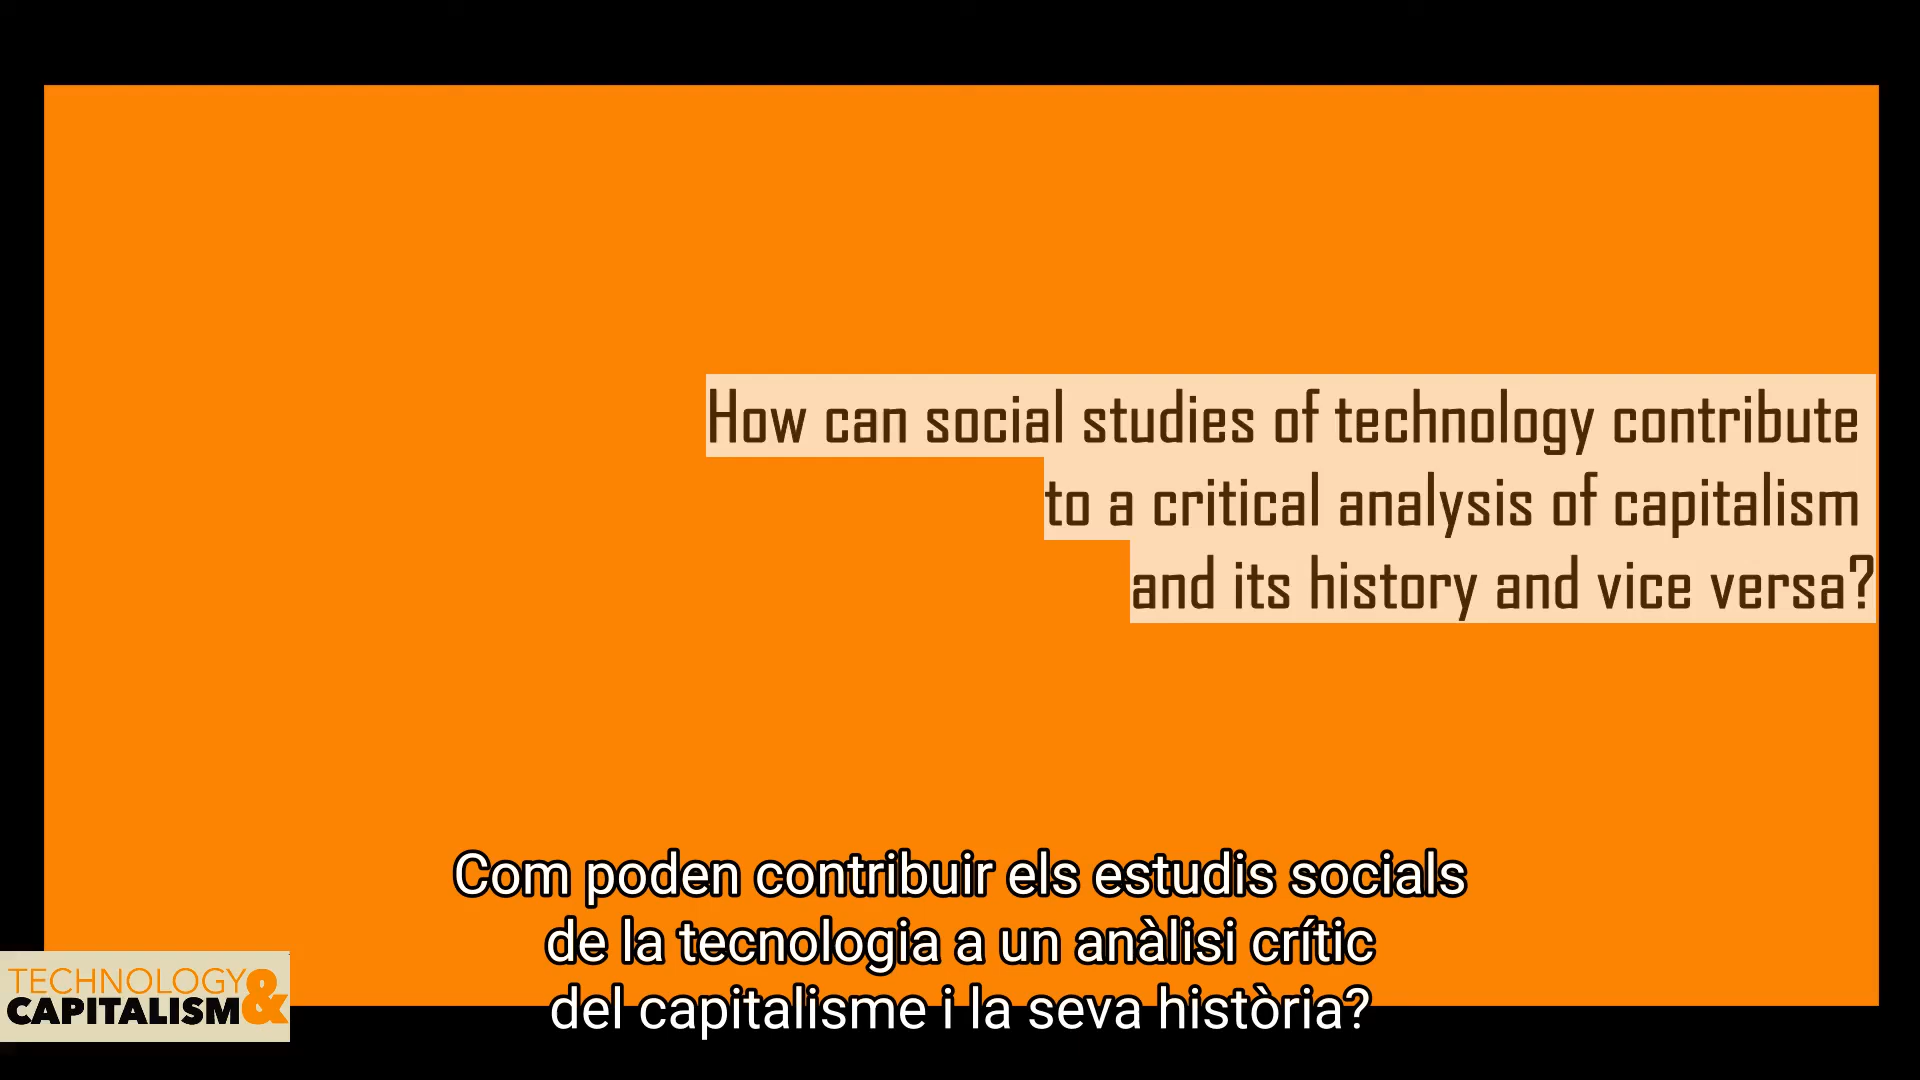 How can social studies of technology contribute
to a critical analysis of capitalism
and its history and vice versa?
Com poden contribuir els estudis socials
de la tecnologia a un anàlisi crític
del capitalisme i la seva història?
TECHNOLOGY &
CAPITALISM